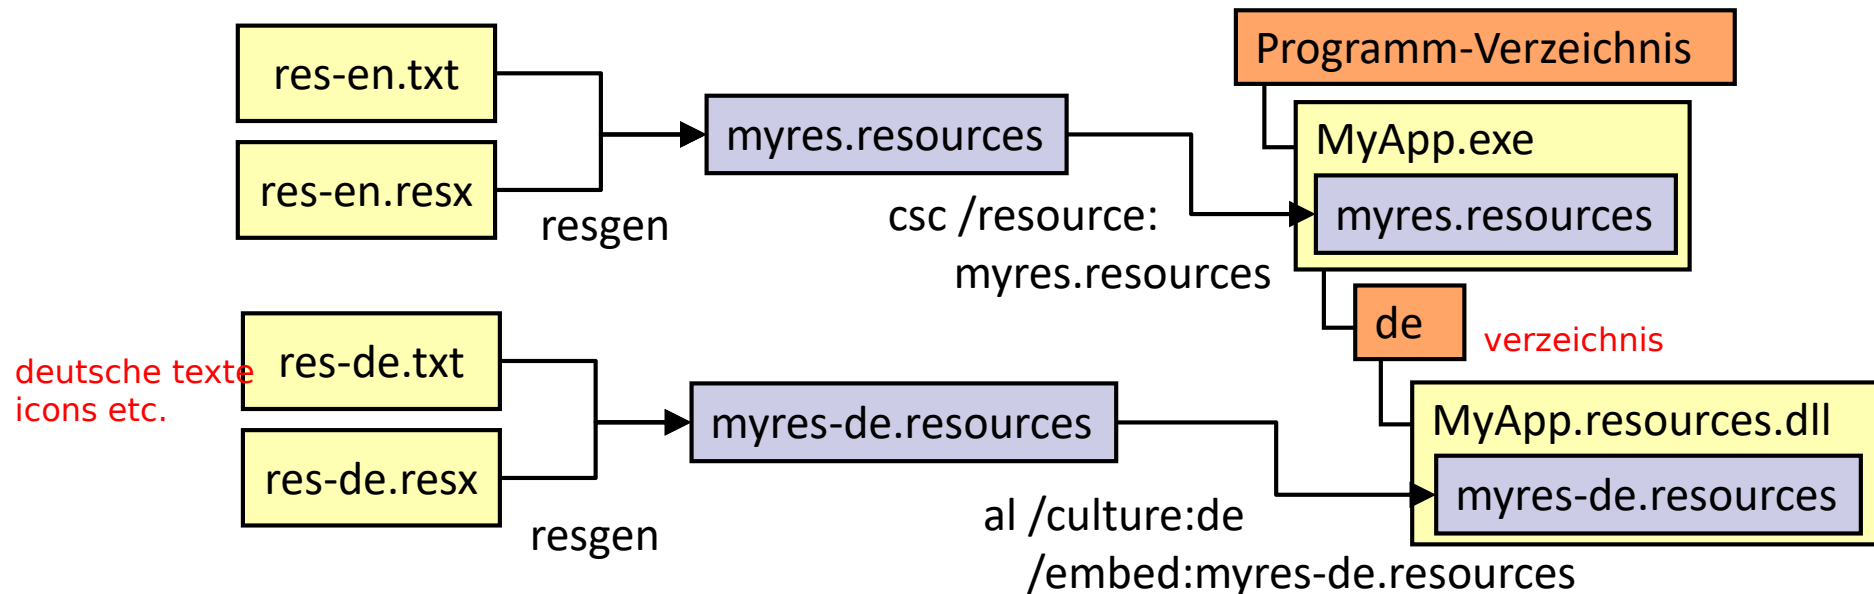 res-en.txt
res-en.resx
resgen
myres.resources
csc /resource:
myres.resources
Programm-Verzeichnis
MyApp.exe
myres.resources
de
verzeichnis
deutsche texte
icons etc.
res-de.txt
res-de.resx
resgen
myres-de.resources
al /culture:de
/embed:myres-de.resources
MyApp.resources.dll
myres-de.resources